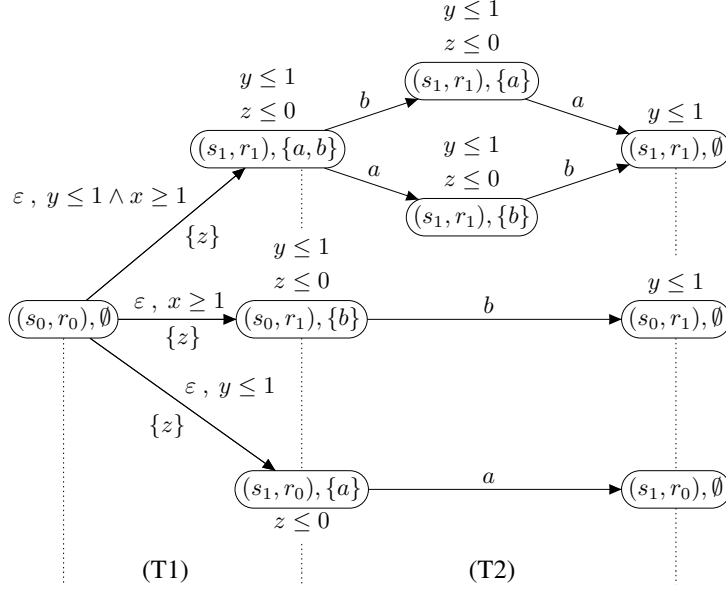 y ≤ 1
z ≤ 0
(s₁, r₁), {a}
y ≤ 1
z ≤ 0
b
a
y ≤ 1
(s₁, r₁), {a, b}
y ≤ 1
z ≤ 0
(s₁, r₁), ∅
a
b
(s₁, r₁), {b}
ε , y ≤ 1 ∧ x ≥ 1
{z}
y ≤ 1
z ≤ 0
y ≤ 1
(s₀, r₀), ∅
ε , x ≥ 1
{z}
(s₀, r₁), {b}
b
(s₀, r₁), ∅
ε , y ≤ 1
{z}
(s₁, r₀), {a}
z ≤ 0
a
(s₁, r₀), ∅
(T1)
(T2)